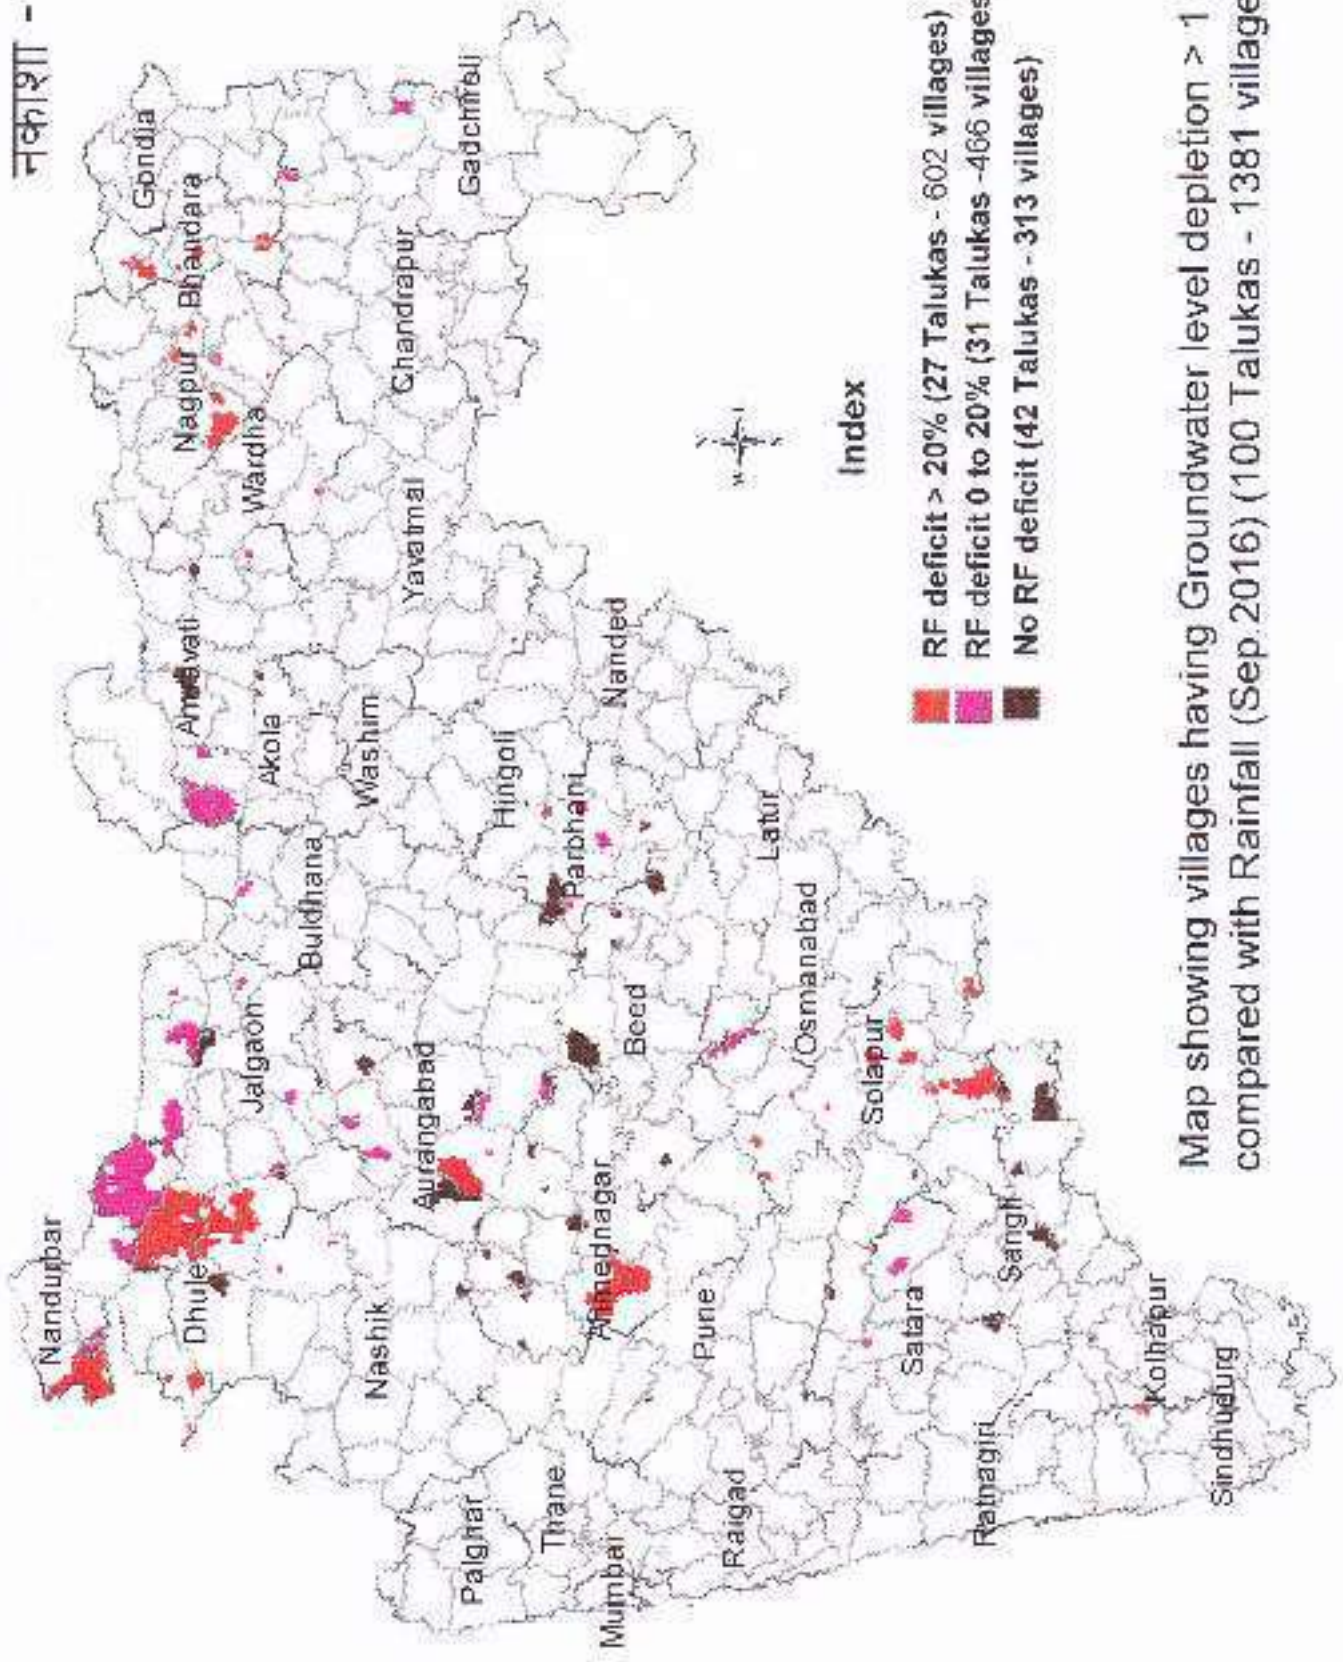 नकाशा -
Nandurbar
Dhule
Jalgaon
Buldhana
Akola
Amravati
Nagpur
Bhandara
Gondia
Wardha
Washim
Yavatmal
Chandrapur
Gadchiroli
Nashik
Aurangabad
Hingoli
Parbhani
Nanded
Palghar
Thane
Mumbai
Ahmednagar
Beed
Latur
Raigad
Pune
Osmanabad
Solapur
Satara
Sangli
Ratnagiri
Kolhapur
Sindhudurg
Index
RF deficit > 20% (27 Talukas - 602 villages)
RF deficit 0 to 20% (31 Talukas -466 villages
No RF deficit (42 Talukas - 313 villages)
Map showing villages having Groundwater level depletion > 1
compared with Rainfall (Sep 2016) (100 Talukas - 1381 village